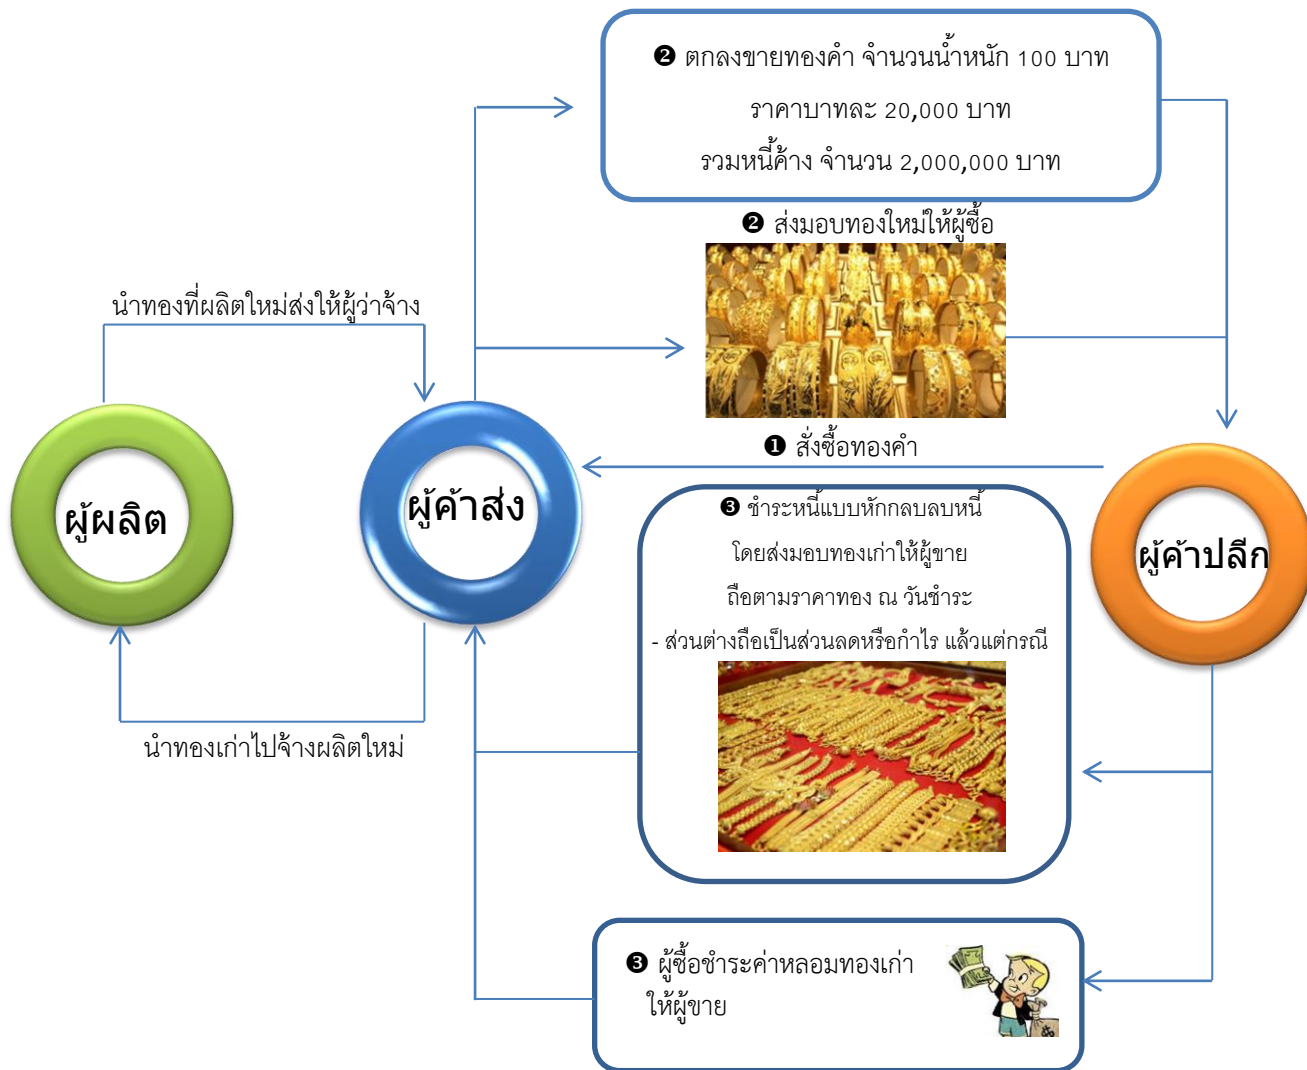 ❷ ตกลงขายทองคำ จำนวนน้ำหนัก 100 บาท
ราคาบาทละ 20,000 บาท
รวมหนี้ค้าง จำนวน 2,000,000 บาท
❷ ส่งมอบทองใหม่ให้ผู้ซื้อ
นำทองที่ผลิตใหม่ส่งให้ผู้ว่าจ้าง
❶ สั่งซื้อทองคำ
ผู้ผลิต
ผู้ค้าส่ง
ผู้ค้าปลีก
❸ ชำระหนี้แบบหักกลบลบหนี้
โดยส่งมอบทองเก่าให้ผู้ขาย
ถือตามราคาทอง ณ วันชำระ
- ส่วนต่างถือเป็นส่วนลดหรือกำไร แล้วแต่กรณี
นำทองเก่าไปจ้างผลิตใหม่
❸ ผู้ซื้อชำระค่าหลอมทองเก่า
ให้ผู้ขาย